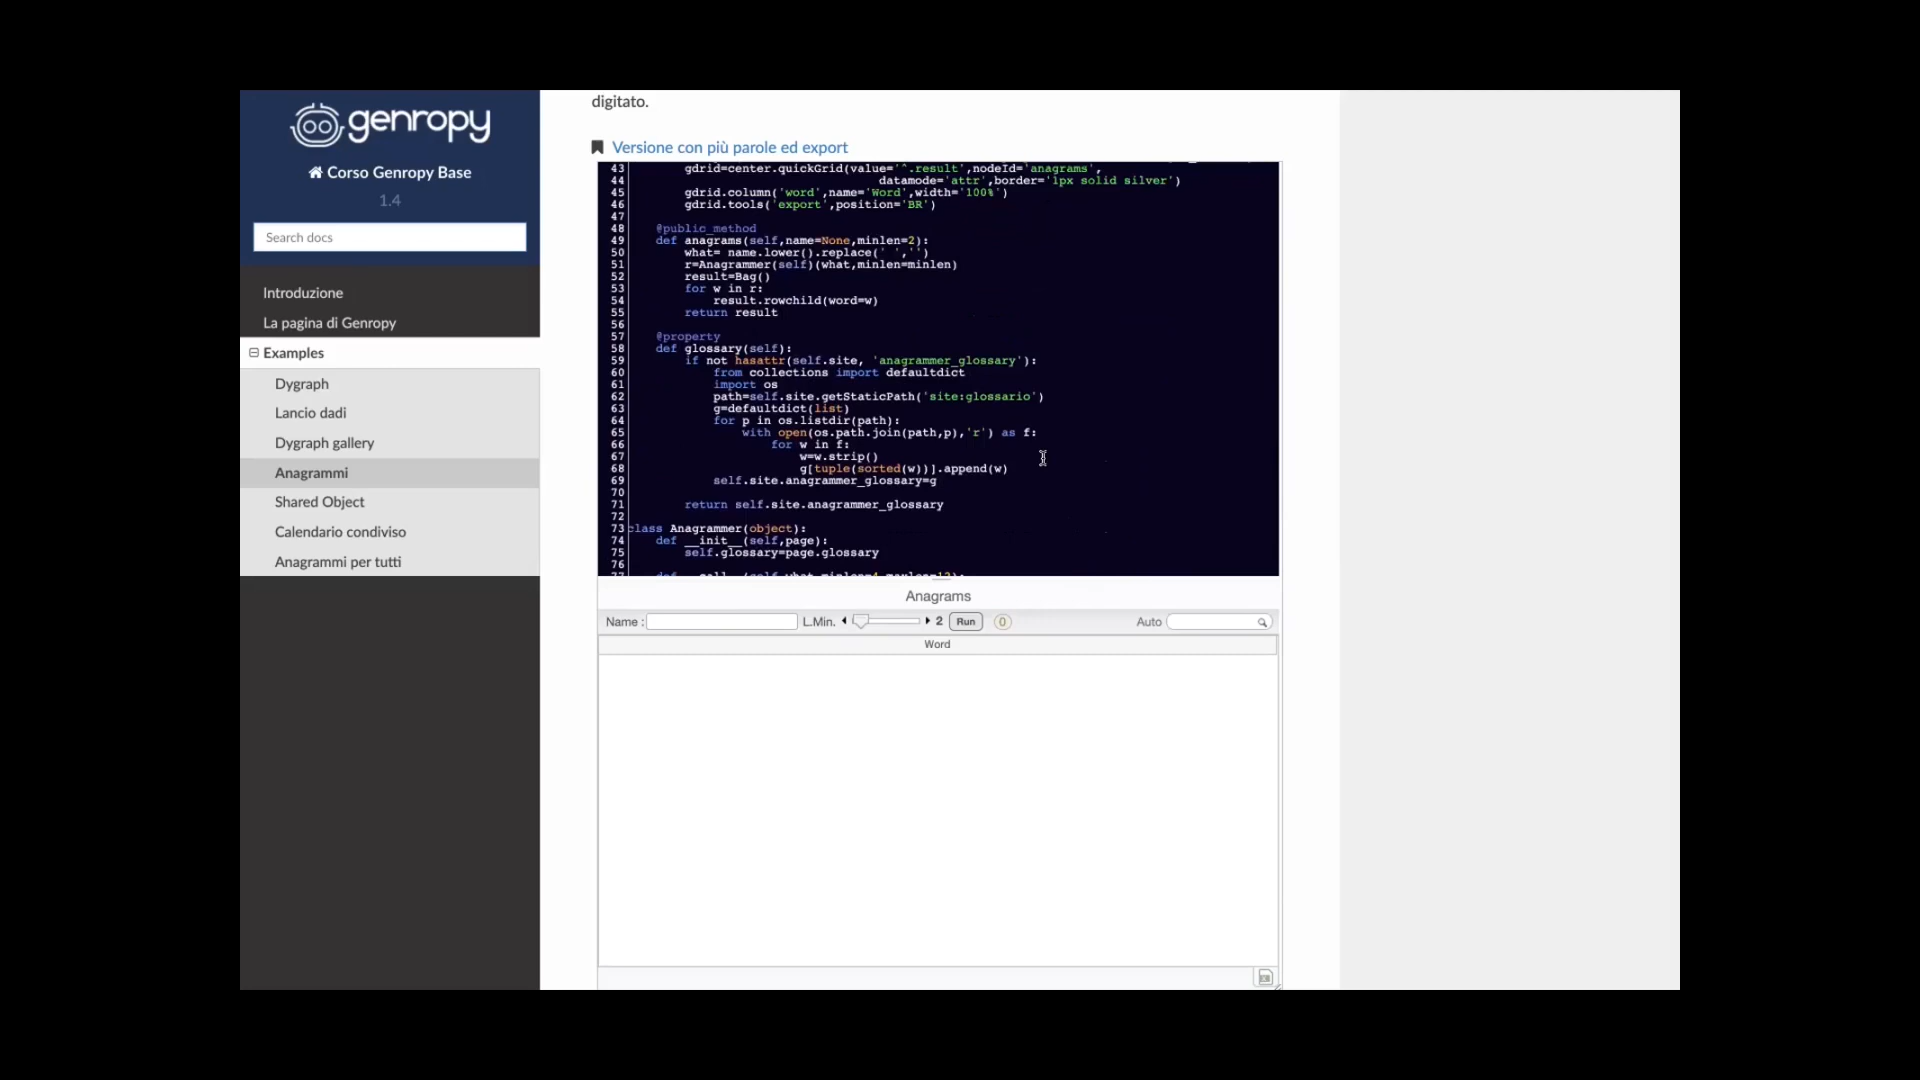 genropy
Corso Genropy Base
1.4
Search docs
Introduzione
La pagina di Genropy
Examples
Dygraph
Lancio dadi
Dygraph gallery
Anagrammi
Shared Object
Calendario condiviso
Anagrammi per tutti
digitato.
Versione con più parole ed export
43 gdrid=center.quickGrid(value='^.result',nodeId='anagrams',
44 datamode='attr',border='1px solid silver')
45 gdrid.column('word',name='Word',width='100%')
46 gdrid.tools('export',position='BR')
47
48 @public_method
49 def anagrams(self,name=None,minlen=2):
50 what= name.lower().replace(' ','')
51 r=Anagrammer(self)(what,minlen=minlen)
52 result=Bag()
53 for w in r:
54 result.rowchild(word=w)
55 return result
56
57 @property
58 def glossary(self):
59 if not hasattr(self.site, 'anagrammer_glossary'):
60 from collections import defaultdict
61 import os
62 path=self.site.getStaticPath('site:glossario')
63 g=defaultdict(list)
64 for p in os.listdir(path):
65 with open(os.path.join(path,p),'r') as f:
66 for w in f:
67 w=w.strip()
68 g[tuple(sorted(w))].append(w)
69 self.site.anagrammer_glossary=g
70
71 return self.site.anagrammer_glossary
72
73 class Anagrammer(object):
74 def __init__(self,page):
75 self.glossary=page.glossary
76
Anagrams
Name : L.Min. 2 Run 0 Auto
Word